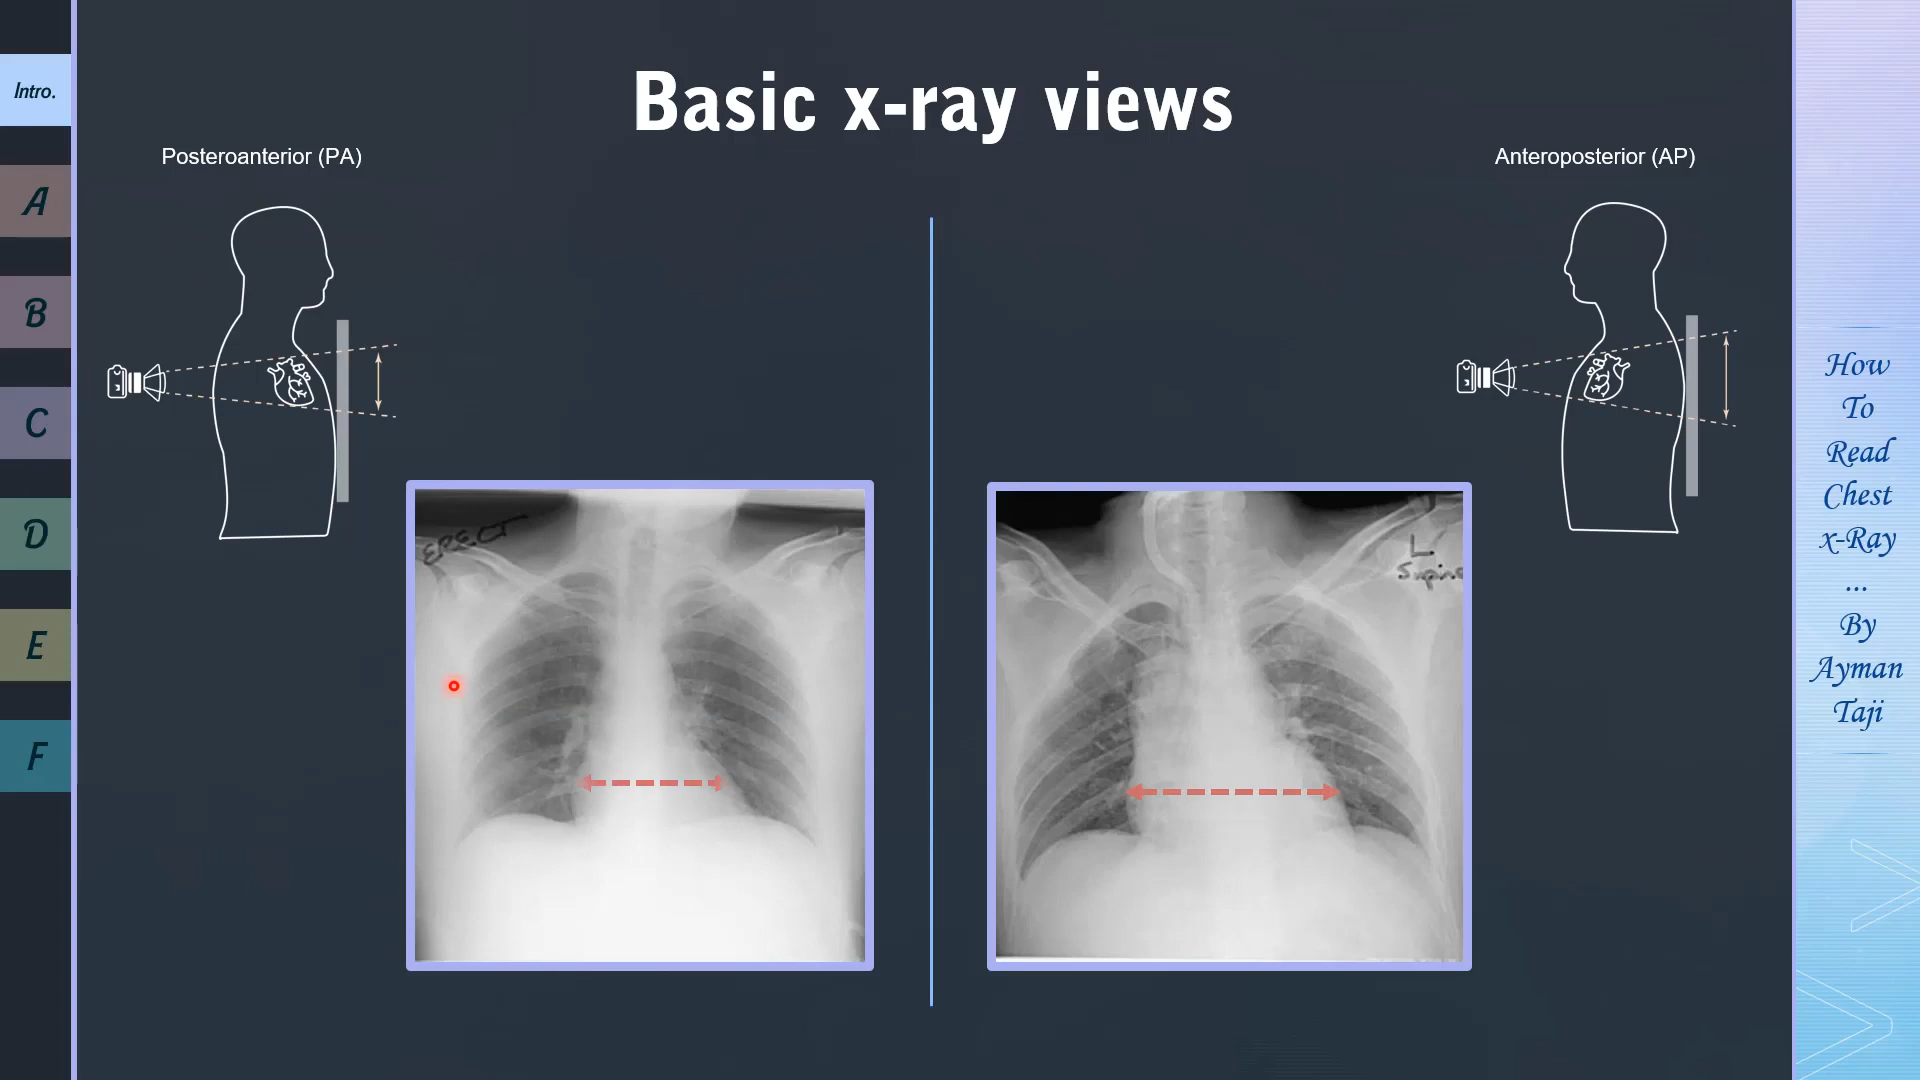 Basic x-ray views
Intro.
A
B
C
D
E
F
Posteroanterior (PA)
Anteroposterior (AP)
ERECT
L
How
To
Read
Chest
x-Ray
...
By
Ayman
Taji